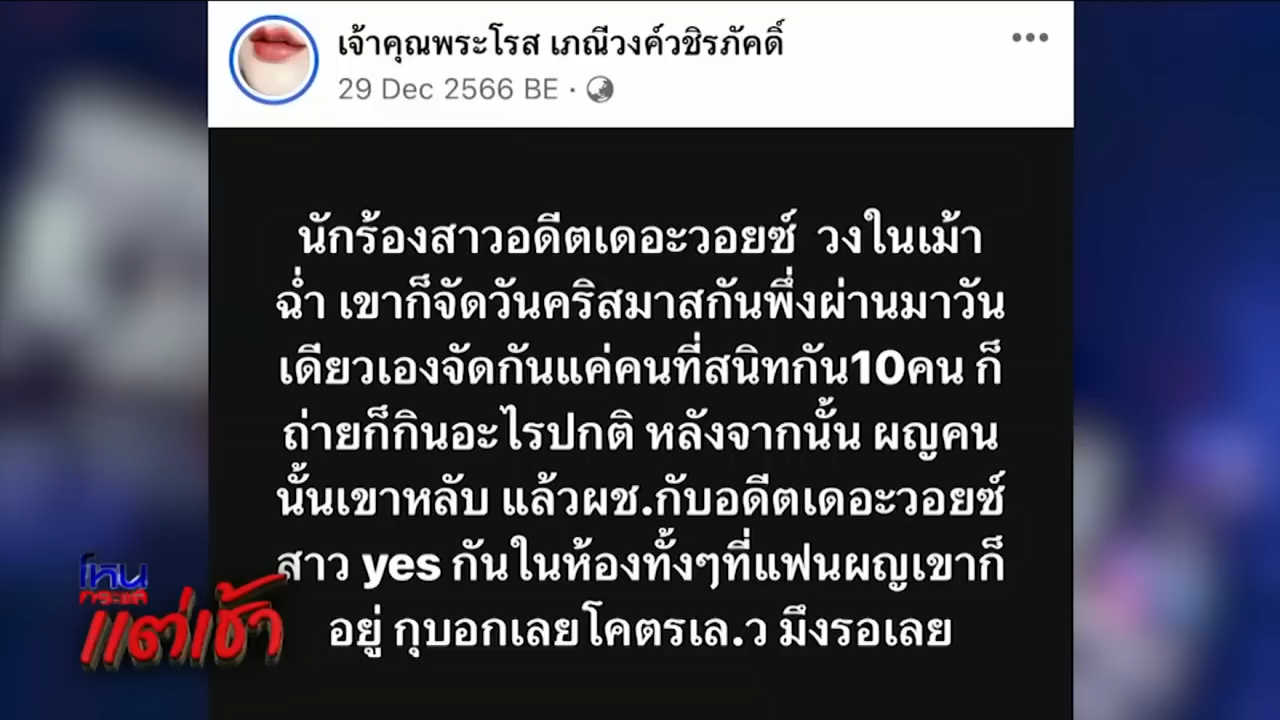 เจ้าคุณพระโรส เภณีวงค์วชิรภัคดิ์
29 Dec 2566 BE ·
นักร้องสาวอดีตเดอะวอยซ์ วงในเม้า
ฉ่ำ เขาก็จัดวันคริสมาสกันพึ่งผ่านมาวัน
เดียวเองจัดกันแค่คนที่สนิทกัน10คน ก็
ถ่ายก็กินอะไรปกติ หลังจากนั้น ผญคน
นั้นเขาหลับ แล้วผช.กับอดีตเดอะวอยซ์
สาว yes กันในห้องทั้งๆที่แฟนผญเขาก็
อยู่ กุบอกเลยโคตรเล.ว มึงรอเลย
โหน
กระแส
แต่เช้า